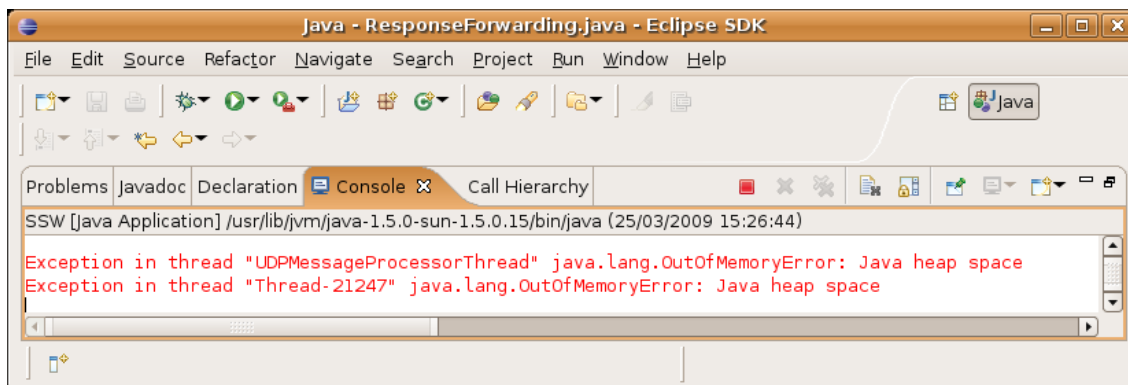 Java - ResponseForwarding.java - Eclipse SDK
File Edit Source Refactor Navigate Search Project Run Window Help
Java
Problems Javadoc Declaration Console Call Hierarchy
SSW [Java Application] /usr/lib/jvm/java-1.5.0-sun-1.5.0.15/bin/java (25/03/2009 15:26:44)
Exception in thread "UDPMessageProcessorThread" java.lang.OutOfMemoryError: Java heap space
Exception in thread "Thread-21247" java.lang.OutOfMemoryError: Java heap space